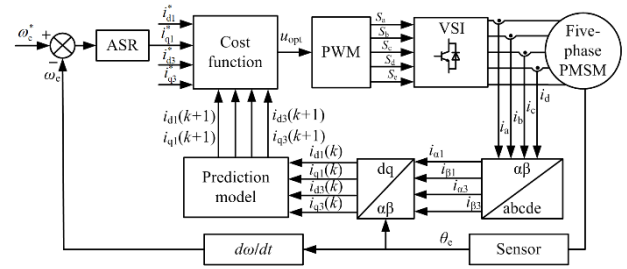 ω*e + − ωe
ASR
i*d1
i*q1
i*d3
i*q3
Cost function
uopt
PWM
Sa
Sb
Sc
Sd
Se
VSI
Five-phase PMSM
ia
ib
ic
id
id1(k+1)
iq1(k+1)
id3(k+1)
iq3(k+1)
Prediction model
id1(k)
iq1(k)
id3(k)
iq3(k)
dq
αβ
iα1
iβ1
iα3
iβ3
αβ
abcde
dω/dt
θe
Sensor